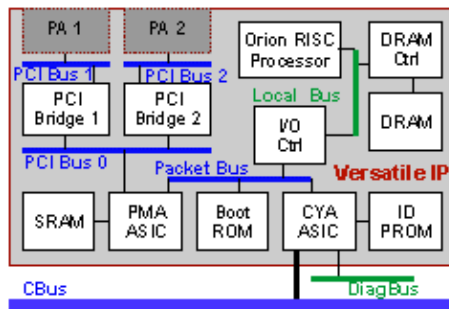 PA 1
PA 2
Orion RISC
Processor
DRAM
Ctrl
PCI Bus 1
PCI Bus 2
PCI
Bridge 1
PCI
Bridge 2
Local Bus
I/O
Ctrl
DRAM
PCI Bus 0
Packet Bus
Versatile IP
SRAM
PMA
ASIC
Boot
ROM
CYA
ASIC
ID
PROM
CBus
DiagBus